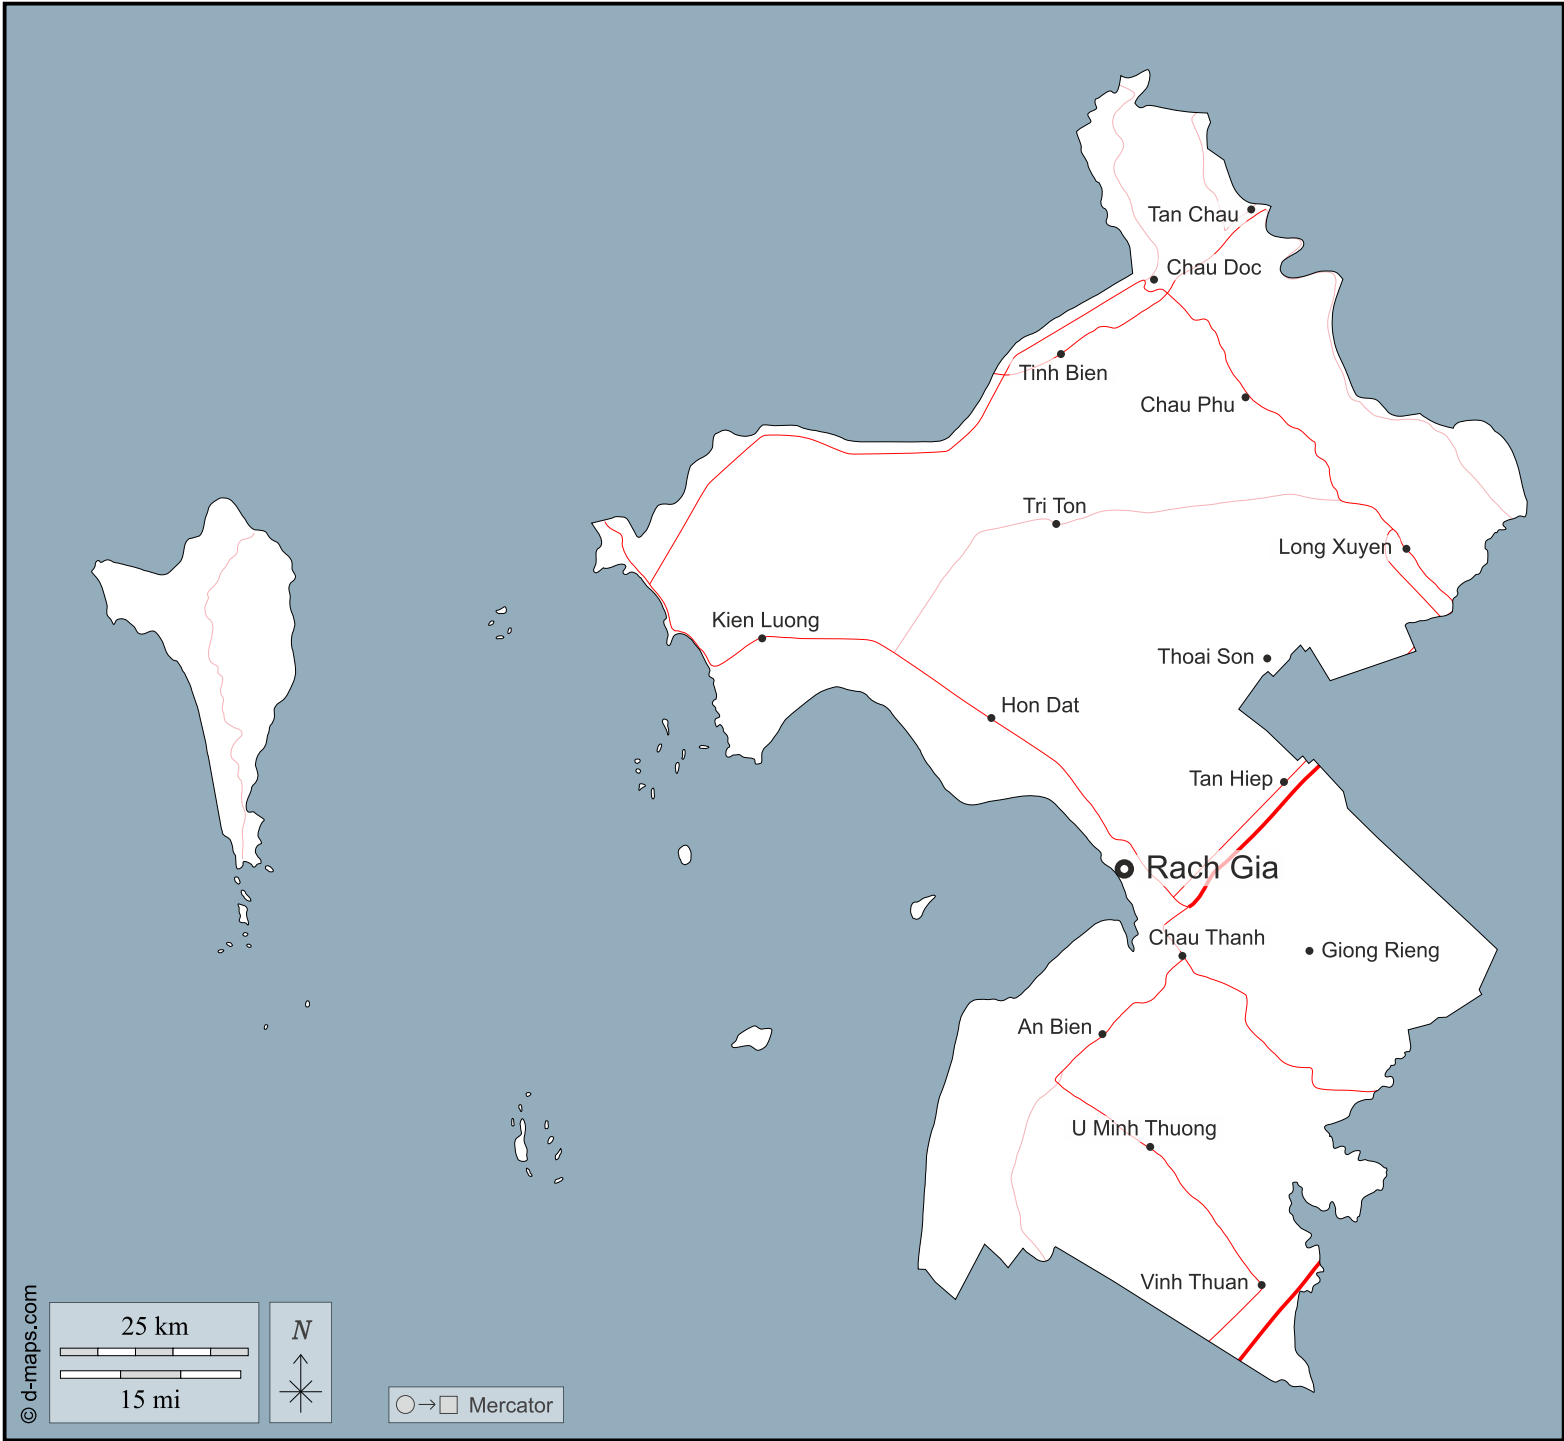 Tan Chau
Chau Doc
Tinh Bien
Chau Phu
Tri Ton
Long Xuyen
Kien Luong
Thoai Son
Hon Dat
Tan Hiep
Rach Gia
Chau Thanh
Giong Rieng
An Bien
U Minh Thuong
Vinh Thuan
© d-maps.com
25 km
15 mi
N
Mercator